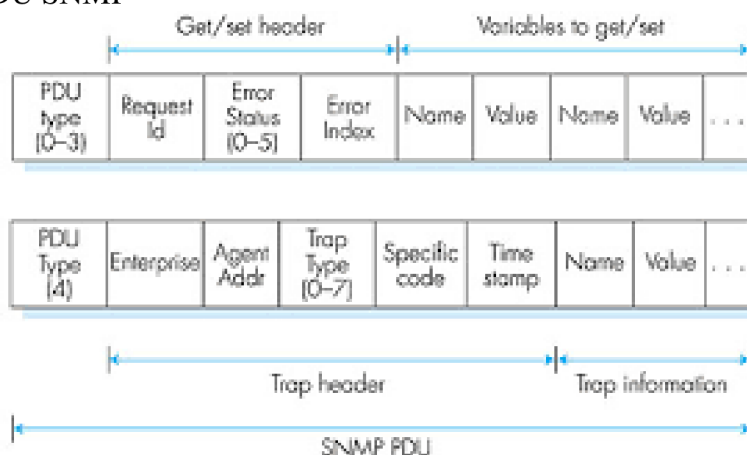 DU SNMP
Get/set header
Variables to get/set
PDU type (0–3)
Request Id
Error Status (0–5)
Error Index
Name
Value
Name
Value
. . .
PDU Type (4)
Enterprise
Agent Addr
Trap Type (0–7)
Specific code
Time stamp
Name
Value
. . .
Trap header
Trap information
SNMP PDU